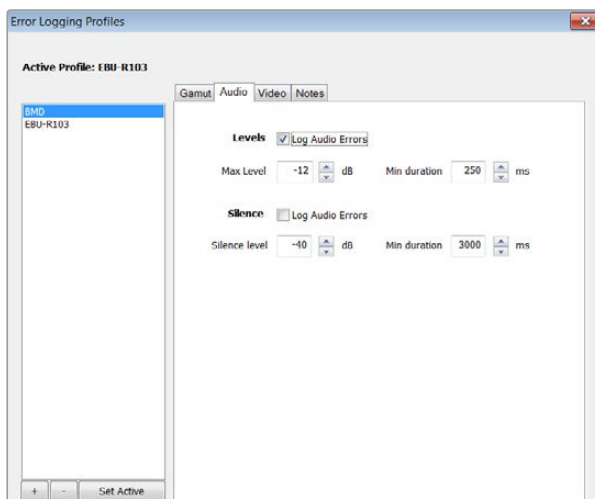 Error Logging Profiles
Active Profile: EBU-R103
Gamut Audio Video Notes
BMD
EBU-R103
Levels Log Audio Errors
Max Level -12 dB Min duration 250 ms
Silence Log Audio Errors
Silence level -40 dB Min duration 3000 ms
+ - Set Active